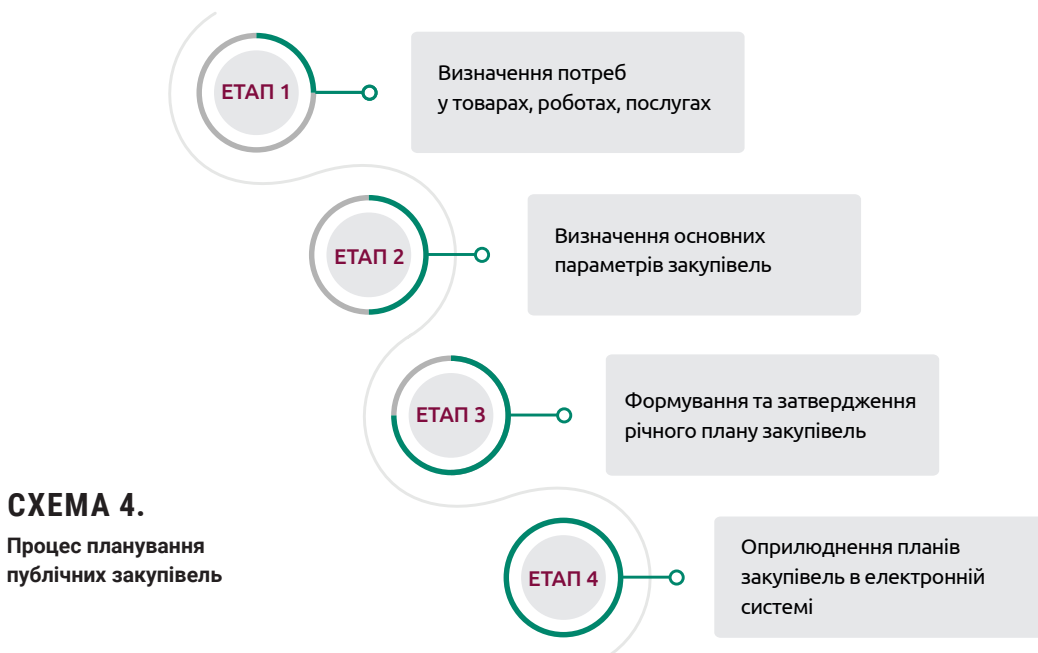 ЕТАП 1
Визначення потреб
у товарах, роботах, послугах
ЕТАП 2
Визначення основних
параметрів закупівель
ЕТАП 3
Формування та затвердження
річного плану закупівель
СХЕМА 4.
Процес планування
публічних закупівель
ЕТАП 4
Оприлюднення планів
закупівель в електронній
системі